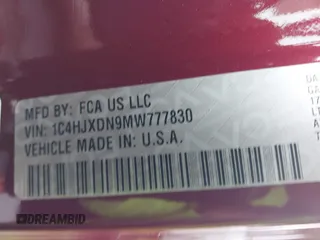 MFD BY: FCA US LLC
VIN: 1C4HJXDN9MW777830
VEHICLE MADE IN: U.S.A.
DREAMBID